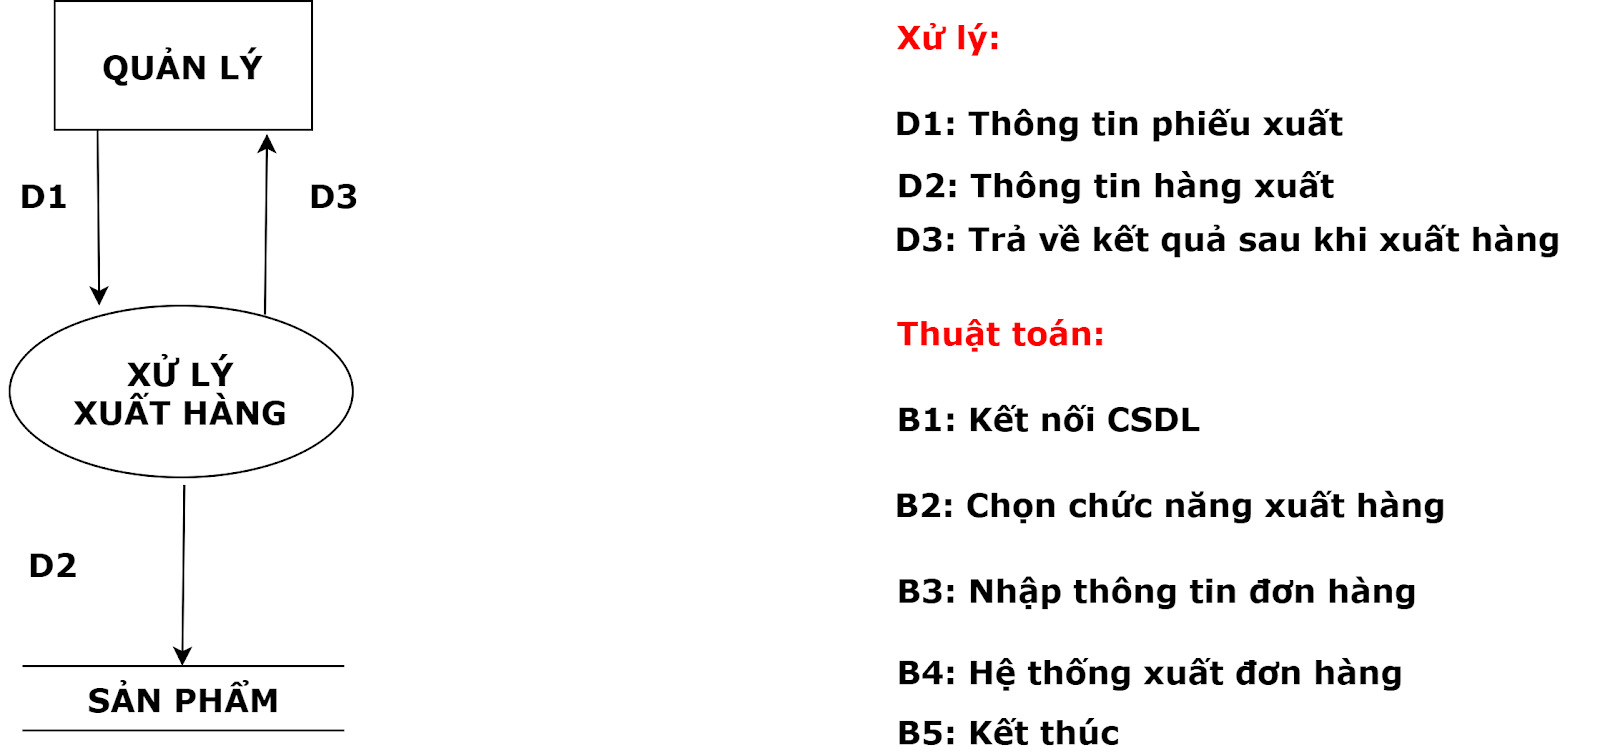 QUẢN LÝ
D1
D3
XỬ LÝ
XUẤT HÀNG
D2
SẢN PHẨM
Xử lý:
D1: Thông tin phiếu xuất
D2: Thông tin hàng xuất
D3: Trả về kết quả sau khi xuất hàng
Thuật toán:
B1: Kết nối CSDL
B2: Chọn chức năng xuất hàng
B3: Nhập thông tin đơn hàng
B4: Hệ thống xuất đơn hàng
B5: Kết thúc